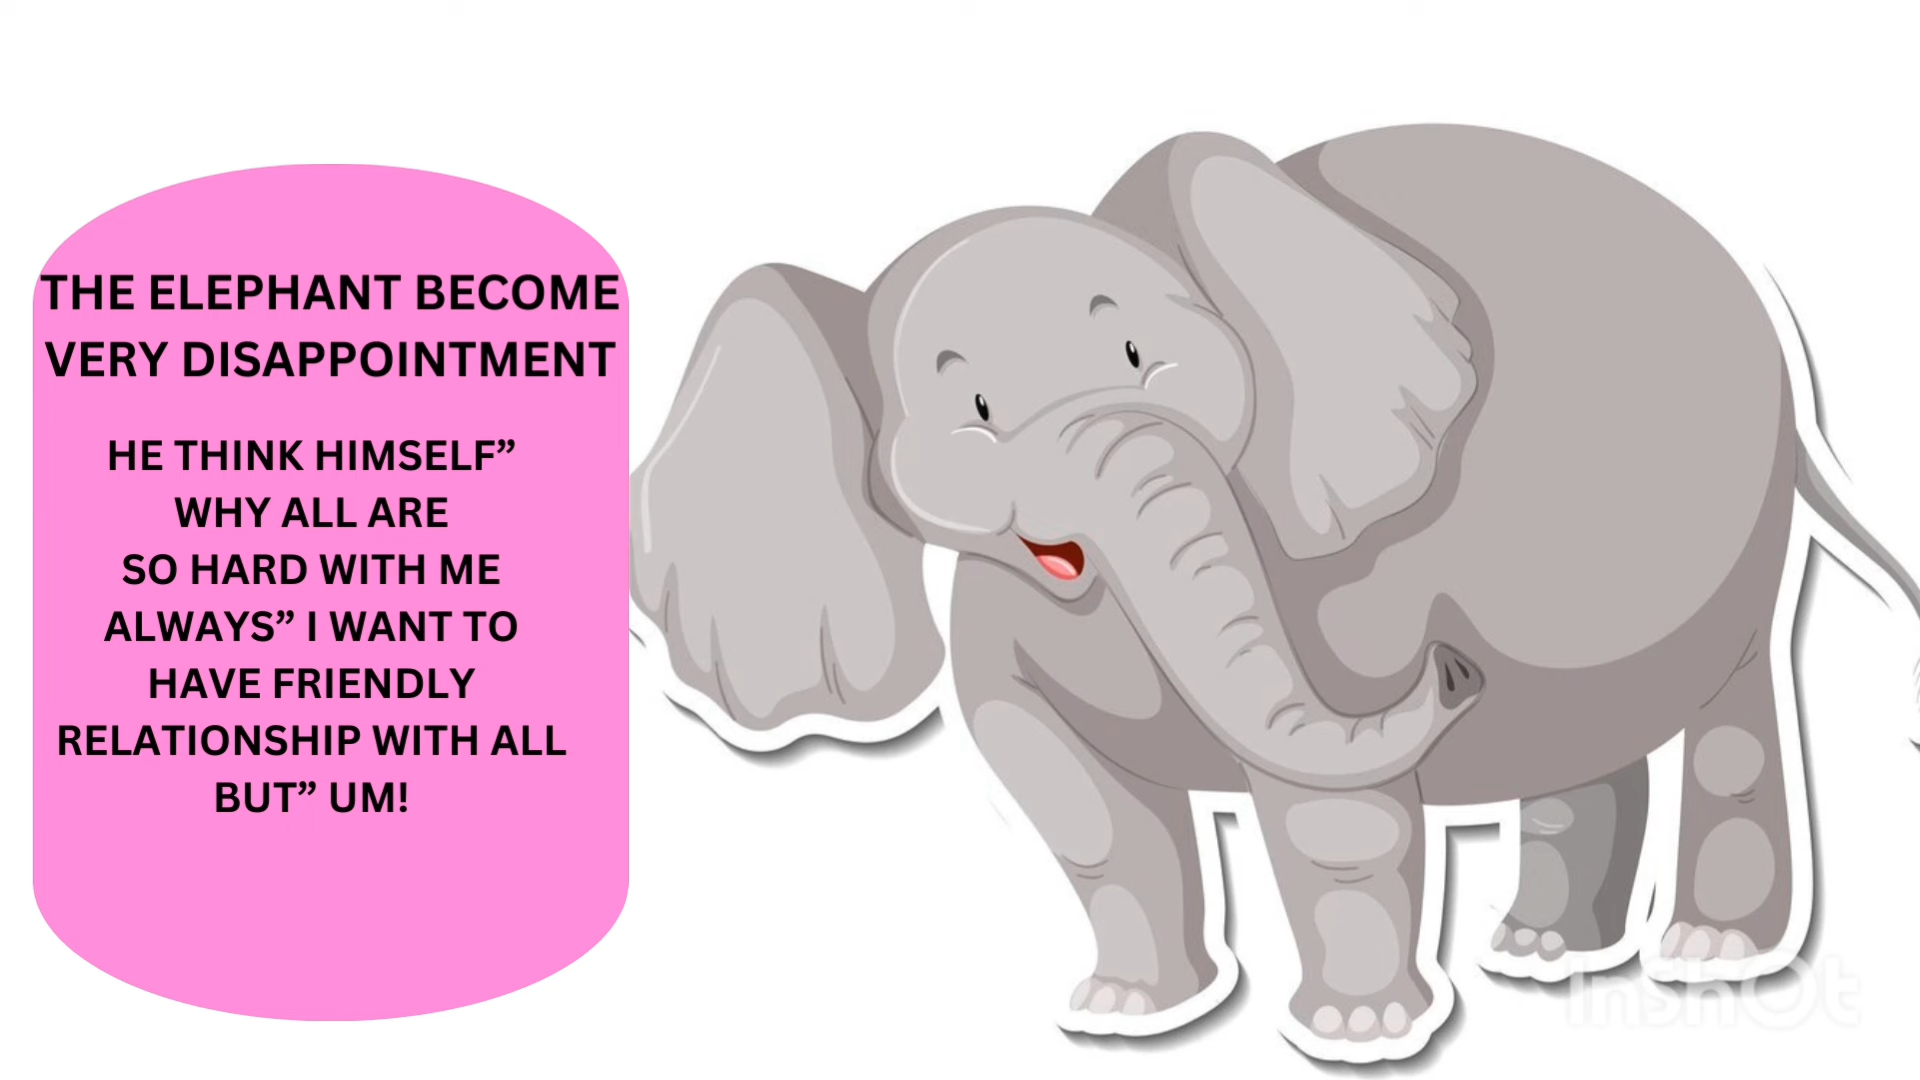 THE ELEPHANT BECOME
VERY DISAPPOINTMENT
HE THINK HIMSELF”
WHY ALL ARE
SO HARD WITH ME
ALWAYS” I WANT TO
HAVE FRIENDLY
RELATIONSHIP WITH ALL
BUT” UM!
InShOt